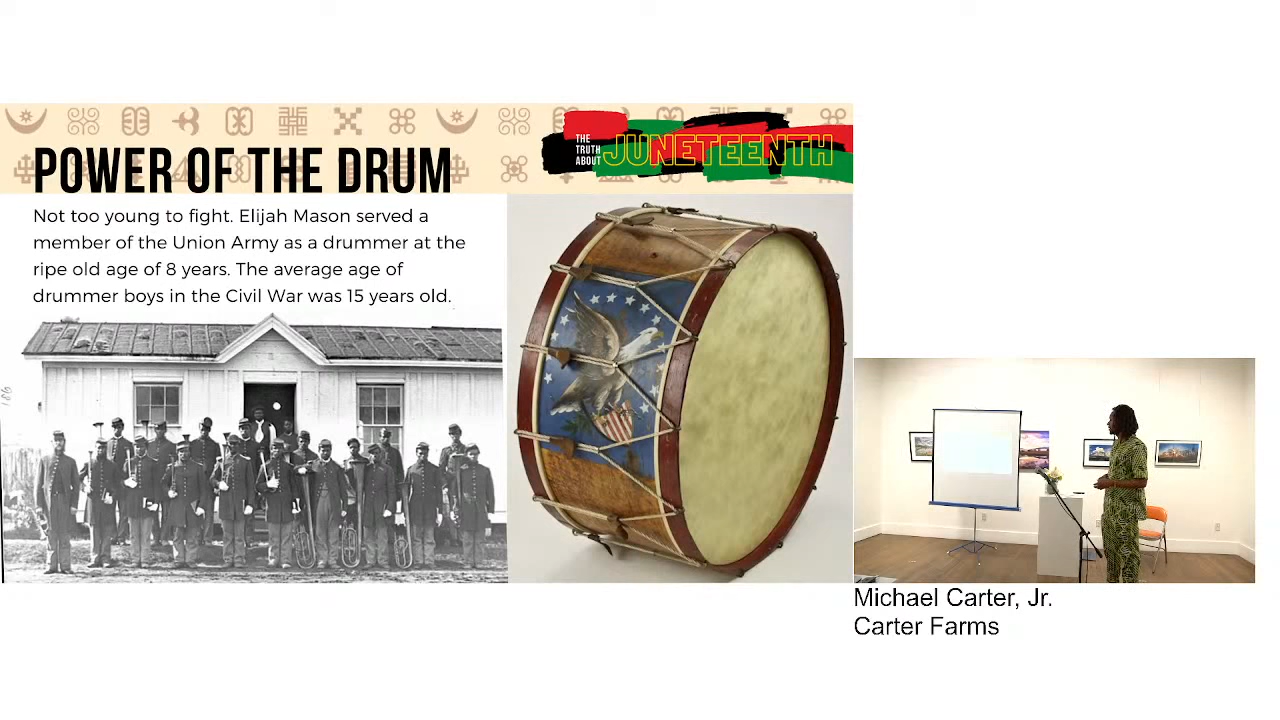 POWER OF THE DRUM
THE
TRUTH
ABOUT
JUNETEENTH
Not too young to fight. Elijah Mason served a
member of the Union Army as a drummer at the
ripe old age of 8 years. The average age of
drummer boys in the Civil War was 15 years old.
Michael Carter, Jr.
Carter Farms